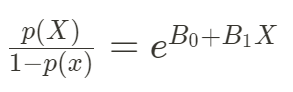 p(X)/1−p(x) = e^{B₀+B₁X}